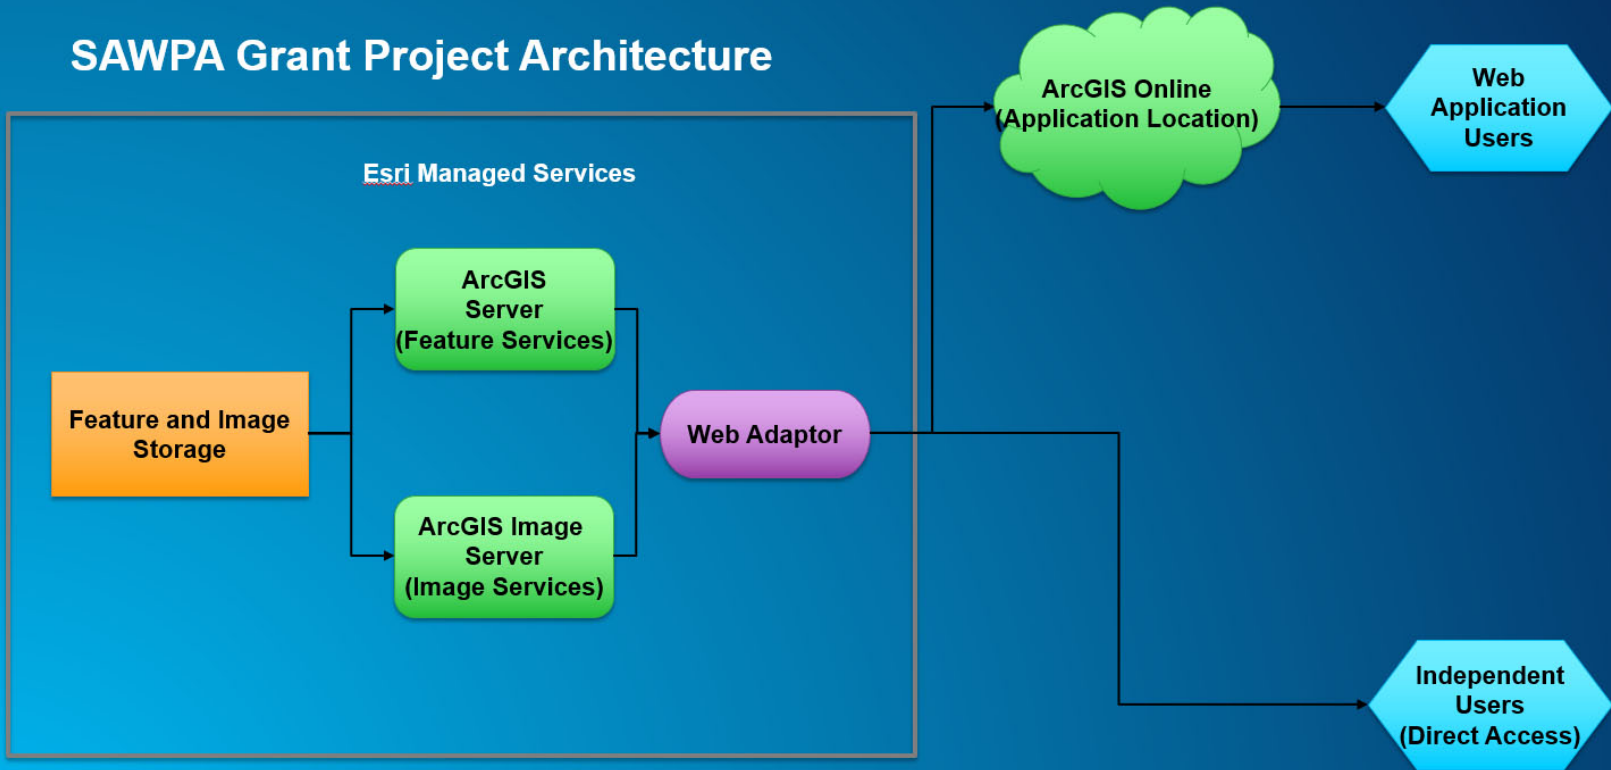 SAWPA Grant Project Architecture
ArcGIS Online
(Application Location)
Web
Application
Users
Esri Managed Services
ArcGIS
Server
(Feature Services)
Feature and Image
Storage
Web Adaptor
ArcGIS Image
Server
(Image Services)
Independent
Users
(Direct Access)